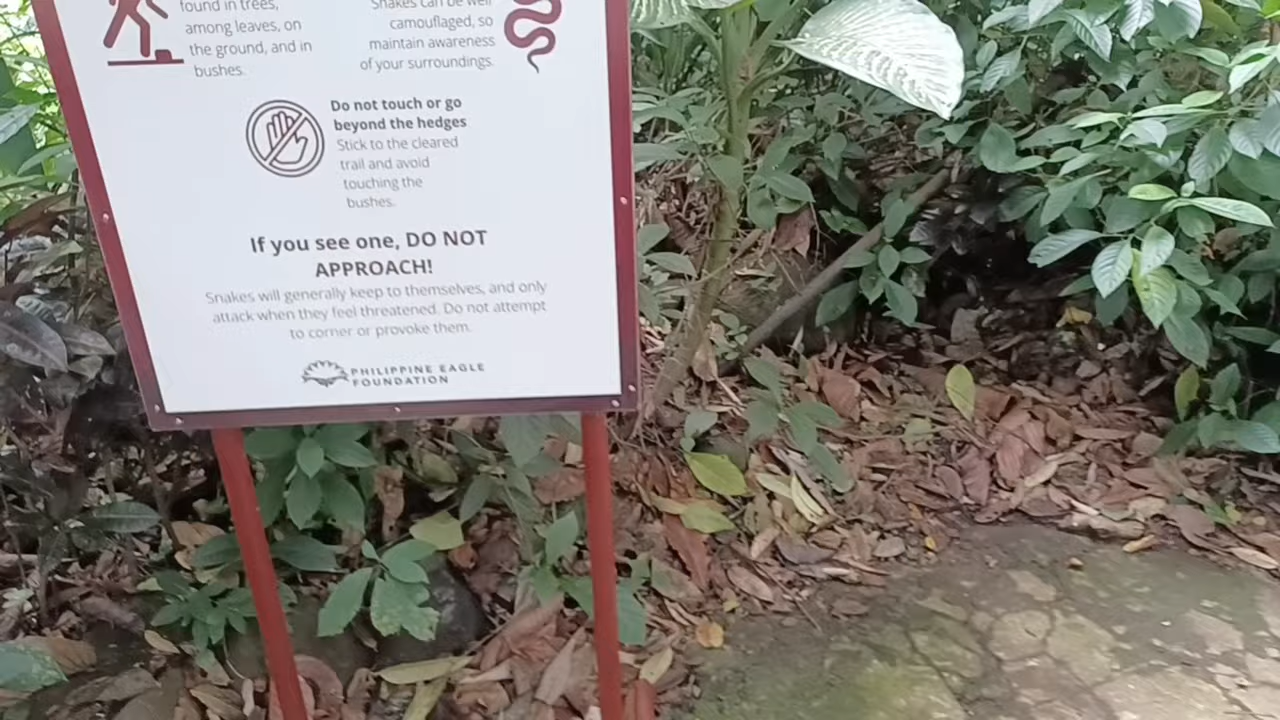 found in trees,
among leaves, on
the ground, and in
bushes.
Snakes can be well
camouflaged, so
maintain awareness
of your surroundings.
Do not touch or go
beyond the hedges
Stick to the cleared
trail and avoid
touching the
bushes.
If you see one, DO NOT
APPROACH!
Snakes will generally keep to themselves, and only
attack when they feel threatened. Do not attempt
to corner or provoke them.
PHILIPPINE EAGLE
FOUNDATION